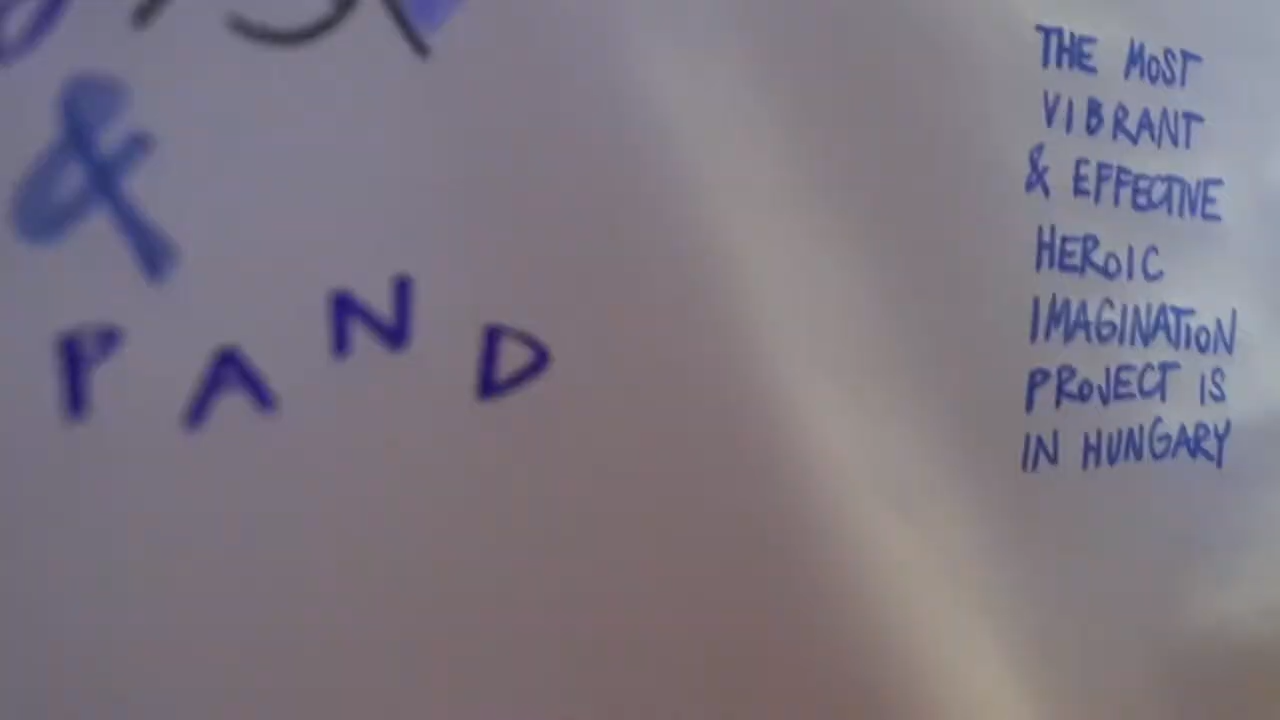 &
PAND
THE MOST
VIBRANT
& EFFECTIVE
HEROIC
IMAGINATION
PROJECT IS
IN HUNGARY